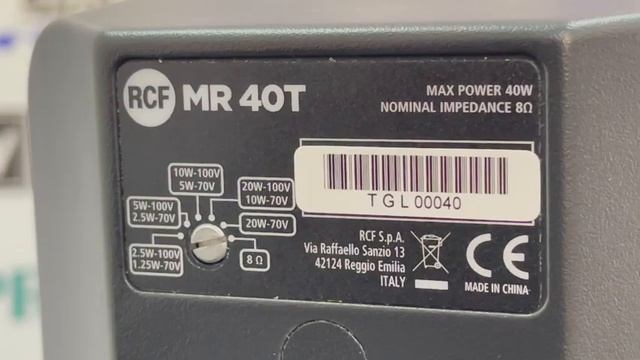 RCF MR 40T
MAX POWER 40W
NOMINAL IMPEDANCE 8Ω
10W-100V
5W-70V
20W-100V
10W-70V
5W-100V
2.5W-70V
20W-70V
2.5W-100V
1.25W-70V
8 Ω
TGL00040
RCF S.p.A.
Via Raffaello Sanzio 13
42124 Reggio Emilia
ITALY
CE
MADE IN CHINA